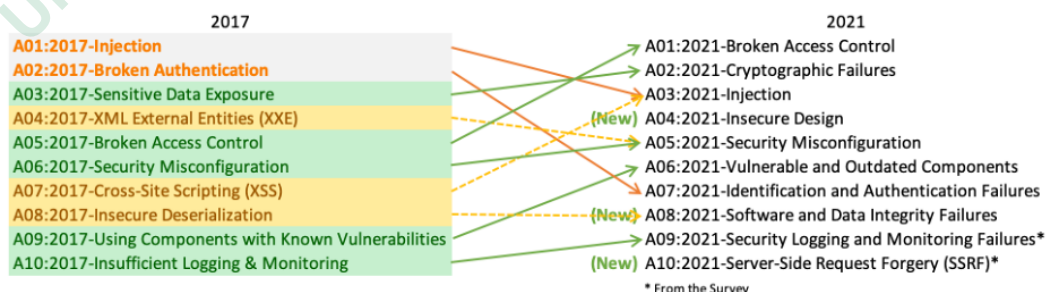 2017
A01:2017-Injection
A02:2017-Broken Authentication
A03:2017-Sensitive Data Exposure
A04:2017-XML External Entities (XXE)
A05:2017-Broken Access Control
A06:2017-Security Misconfiguration
A07:2017-Cross-Site Scripting (XSS)
A08:2017-Insecure Deserialization
A09:2017-Using Components with Known Vulnerabilities
A10:2017-Insufficient Logging & Monitoring
2021
A01:2021-Broken Access Control
A02:2021-Cryptographic Failures
A03:2021-Injection
(New) A04:2021-Insecure Design
A05:2021-Security Misconfiguration
A06:2021-Vulnerable and Outdated Components
A07:2021-Identification and Authentication Failures
(New) A08:2021-Software and Data Integrity Failures
A09:2021-Security Logging and Monitoring Failures*
(New) A10:2021-Server-Side Request Forgery (SSRF)*
* From the Survey